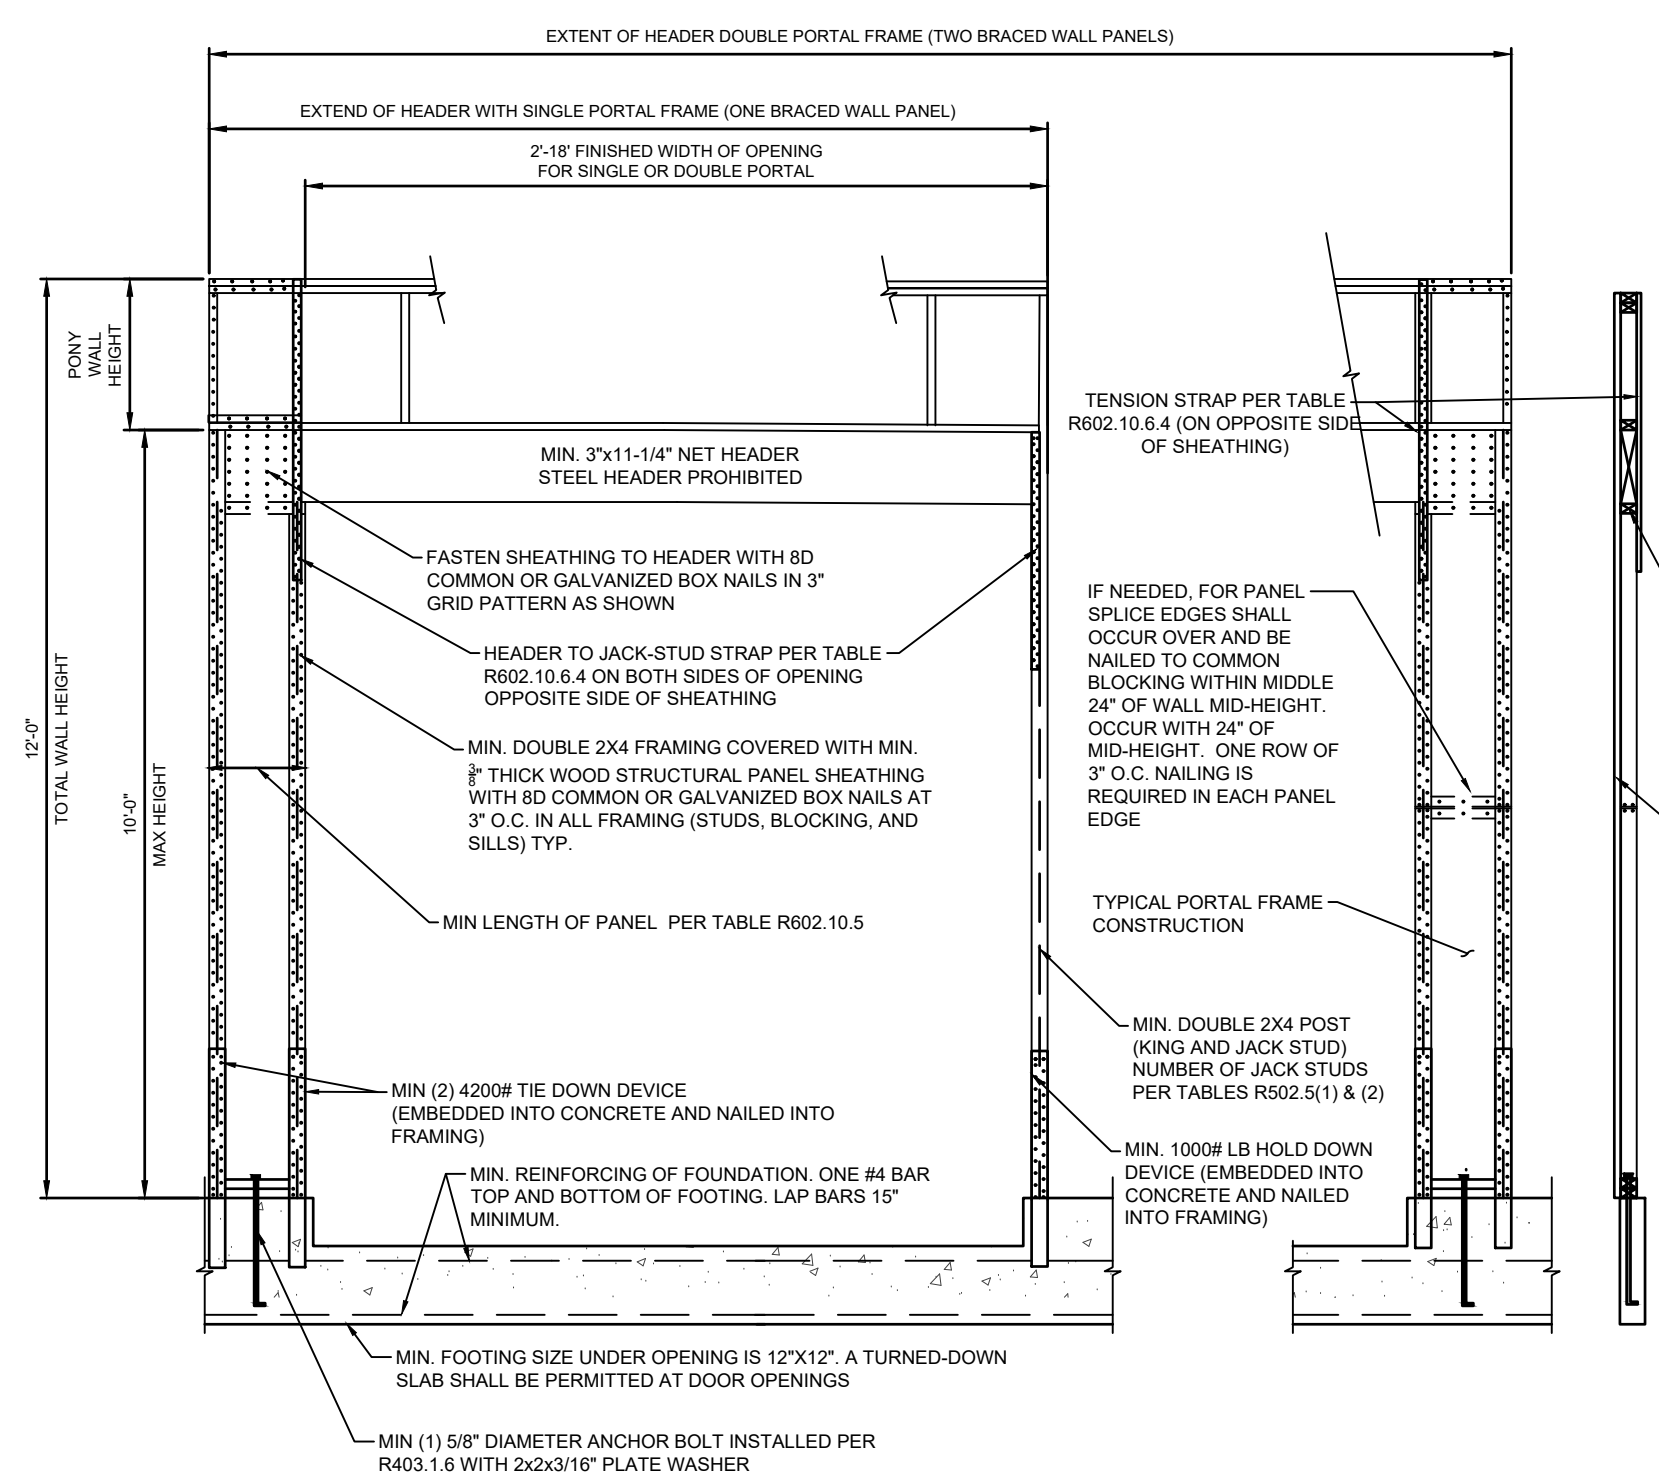 EXTENT OF HEADER DOUBLE PORTAL FRAME (TWO BRACED WALL PANELS)
EXTEND OF HEADER WITH SINGLE PORTAL FRAME (ONE BRACED WALL PANEL)
2'-18' FINISHED WIDTH OF OPENING
FOR SINGLE OR DOUBLE PORTAL
PONY
WALL
HEIGHT
12'-0"
TOTAL WALL HEIGHT
10'-0"
MAX HEIGHT
MIN. 3"x11-1/4" NET HEADER
STEEL HEADER PROHIBITED
TENSION STRAP PER TABLE
R602.10.6.4 (ON OPPOSITE SIDE
OF SHEATHING)
FASTEN SHEATHING TO HEADER WITH 8D
COMMON OR GALVANIZED BOX NAILS IN 3"
GRID PATTERN AS SHOWN
HEADER TO JACK-STUD STRAP PER TABLE
R602.10.6.4 ON BOTH SIDES OF OPENING
OPPOSITE SIDE OF SHEATHING
IF NEEDED, FOR PANEL
SPLICE EDGES SHALL
OCCUR OVER AND BE
NAILED TO COMMON
BLOCKING WITHIN MIDDLE
24" OF WALL MID-HEIGHT.
OCCUR WITH 24" OF
MID-HEIGHT.  ONE ROW OF
3" O.C. NAILING IS
REQUIRED IN EACH PANEL
EDGE
MIN. DOUBLE 2X4 FRAMING COVERED WITH MIN.
3/8" THICK WOOD STRUCTURAL PANEL SHEATHING
WITH 8D COMMON OR GALVANIZED BOX NAILS AT
3" O.C. IN ALL FRAMING (STUDS, BLOCKING, AND
SILLS) TYP.
MIN LENGTH OF PANEL  PER TABLE R602.10.5
TYPICAL PORTAL FRAME
CONSTRUCTION
MIN. DOUBLE 2X4 POST
(KING AND JACK STUD)
NUMBER OF JACK STUDS
PER TABLES R502.5(1) & (2)
MIN (2) 4200# TIE DOWN DEVICE
(EMBEDDED INTO CONCRETE AND NAILED INTO
FRAMING)
MIN. 1000# LB HOLD DOWN
DEVICE (EMBEDDED INTO
CONCRETE AND NAILED
INTO FRAMING)
MIN. REINFORCING OF FOUNDATION. ONE #4 BAR
TOP AND BOTTOM OF FOOTING. LAP BARS 15"
MINIMUM.
MIN. FOOTING SIZE UNDER OPENING IS 12"X12". A TURNED-DOWN
SLAB SHALL BE PERMITTED AT DOOR OPENINGS
MIN (1) 5/8" DIAMETER ANCHOR BOLT INSTALLED PER
R403.1.6 WITH 2x2x3/16" PLATE WASHER